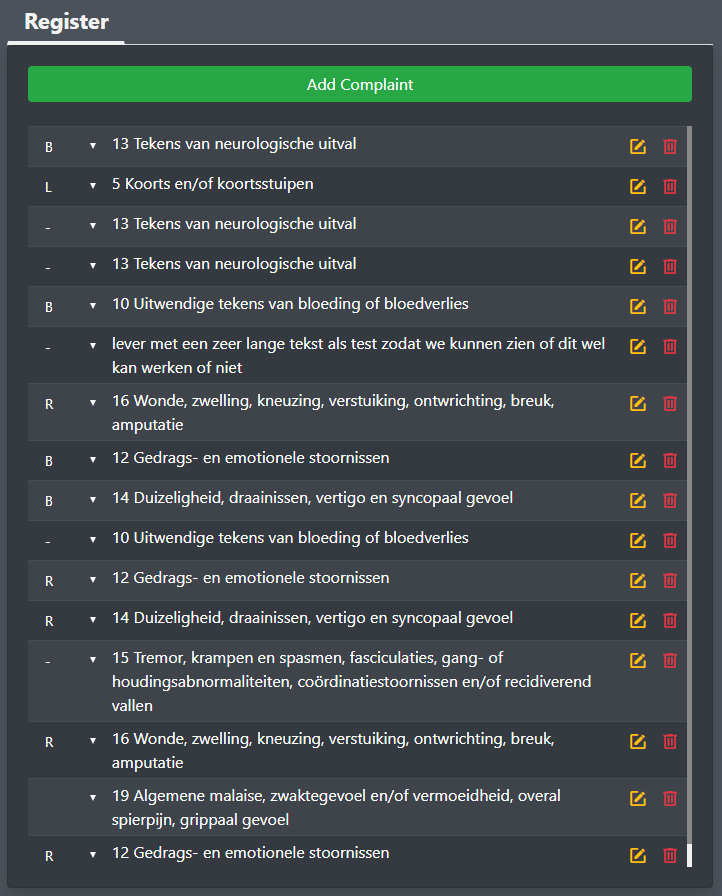 Register
Add Complaint
B 13 Tekens van neurologische uitval
L 5 Koorts en/of koortsstuipen
- 13 Tekens van neurologische uitval
- 13 Tekens van neurologische uitval
B 10 Uitwendige tekens van bloeding of bloedverlies
- lever met een zeer lange tekst als test zodat we kunnen zien of dit wel
kan werken of niet
R 16 Wonde, zwelling, kneuzing, verstuiking, ontwrichting, breuk,
amputatie
B 12 Gedrags- en emotionele stoornissen
B 14 Duizeligheid, draainissen, vertigo en syncopaal gevoel
- 10 Uitwendige tekens van bloeding of bloedverlies
R 12 Gedrags- en emotionele stoornissen
R 14 Duizeligheid, draainissen, vertigo en syncopaal gevoel
- 15 Tremor, krampen en spasmen, fasciculaties, gang- of
houdingsabnormaliteiten, coördinatiestoornissen en/of recidiverend
vallen
R 16 Wonde, zwelling, kneuzing, verstuiking, ontwrichting, breuk,
amputatie
19 Algemene malaise, zwaktegevoel en/of vermoeidheid, overal
spierpijn, grippaal gevoel
R 12 Gedrags- en emotionele stoornissen